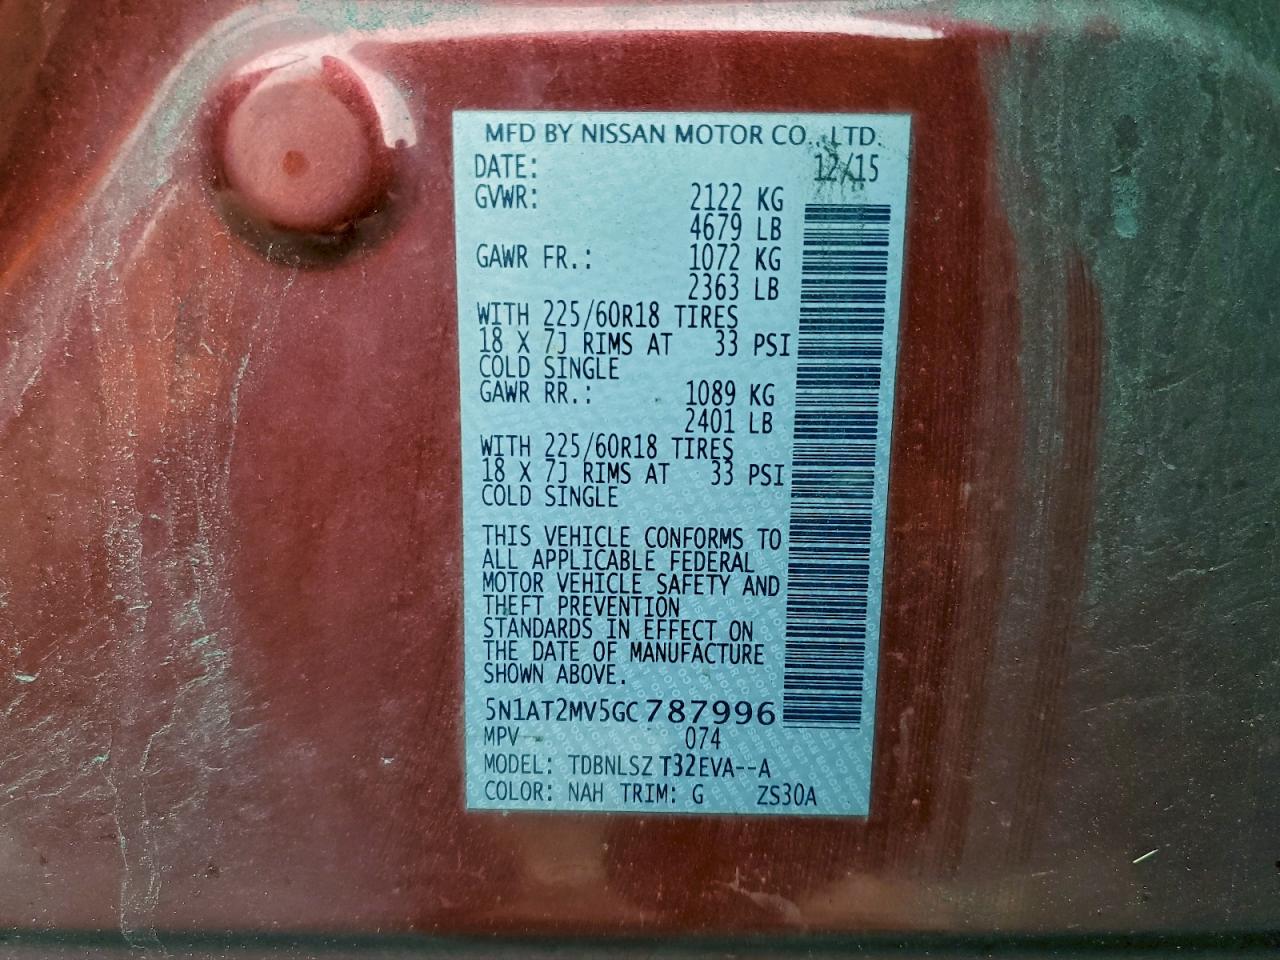 MFD BY NISSAN MOTOR CO., LTD.
DATE: 12/15
GVWR: 2122 KG
4679 LB
GAWR FR.: 1072 KG
2363 LB
WITH 225/60R18 TIRES
18 X 7J RIMS AT 33 PSI
COLD SINGLE
GAWR RR.: 1089 KG
2401 LB
WITH 225/60R18 TIRES
18 X 7J RIMS AT 33 PSI
COLD SINGLE
THIS VEHICLE CONFORMS TO
ALL APPLICABLE FEDERAL
MOTOR VEHICLE SAFETY AND
THEFT PREVENTION
STANDARDS IN EFFECT ON
THE DATE OF MANUFACTURE
SHOWN ABOVE.
5N1AT2MV5GC787996
MPV 074
MODEL: TDBNLSZ T32EVA--A
COLOR: NAH TRIM: G ZS30A